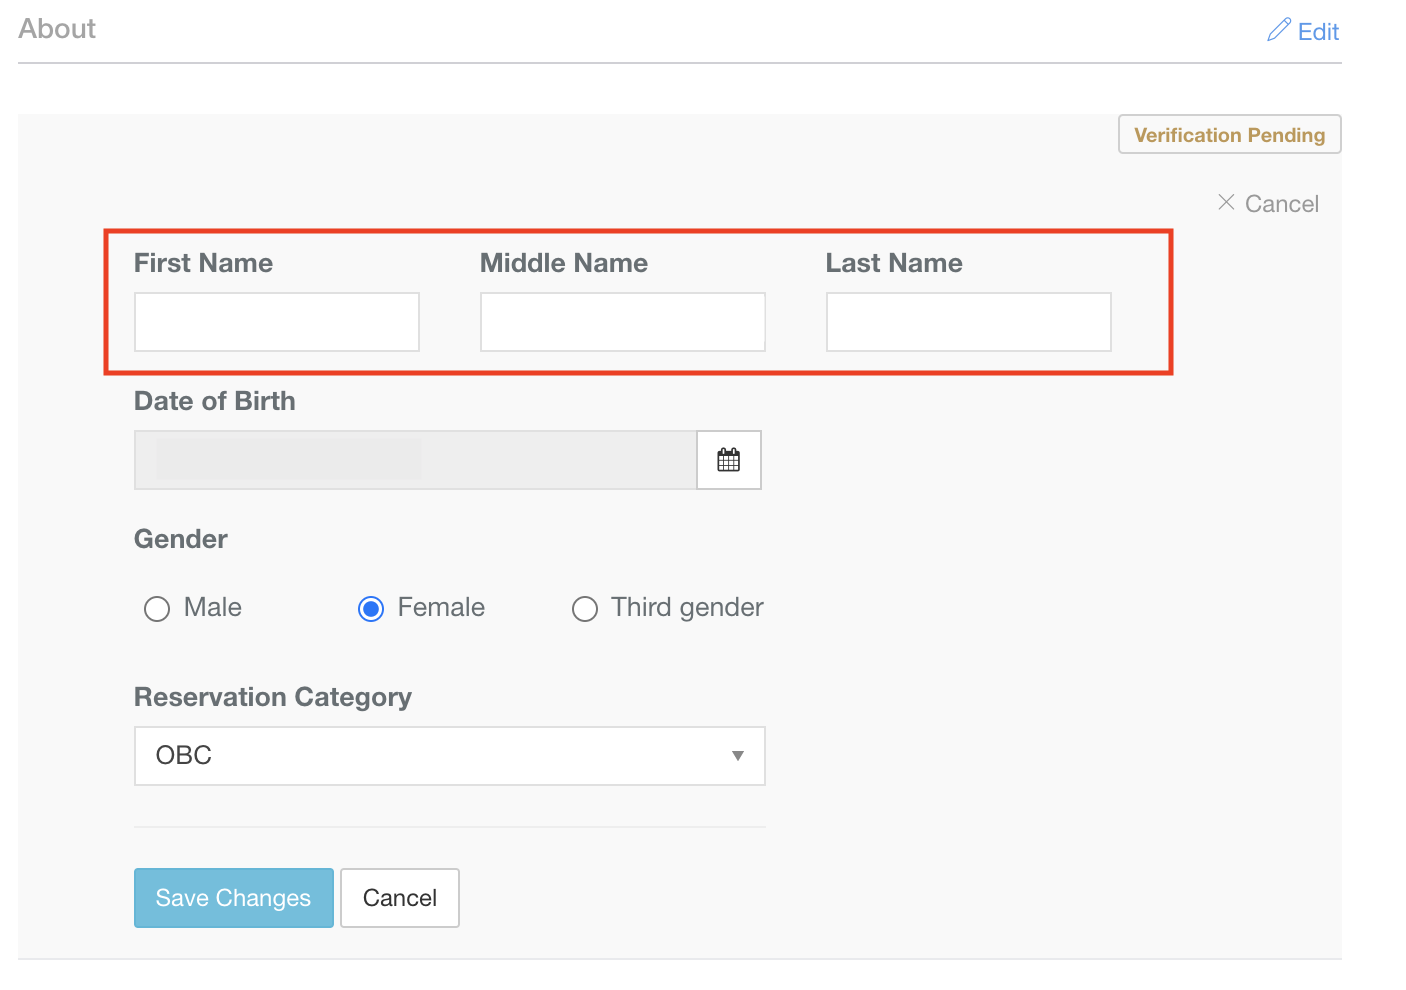 About
Edit
Verification Pending
Cancel
First Name Middle Name Last Name
Date of Birth
Gender
Male Female Third gender
Reservation Category
OBC
Save Changes Cancel